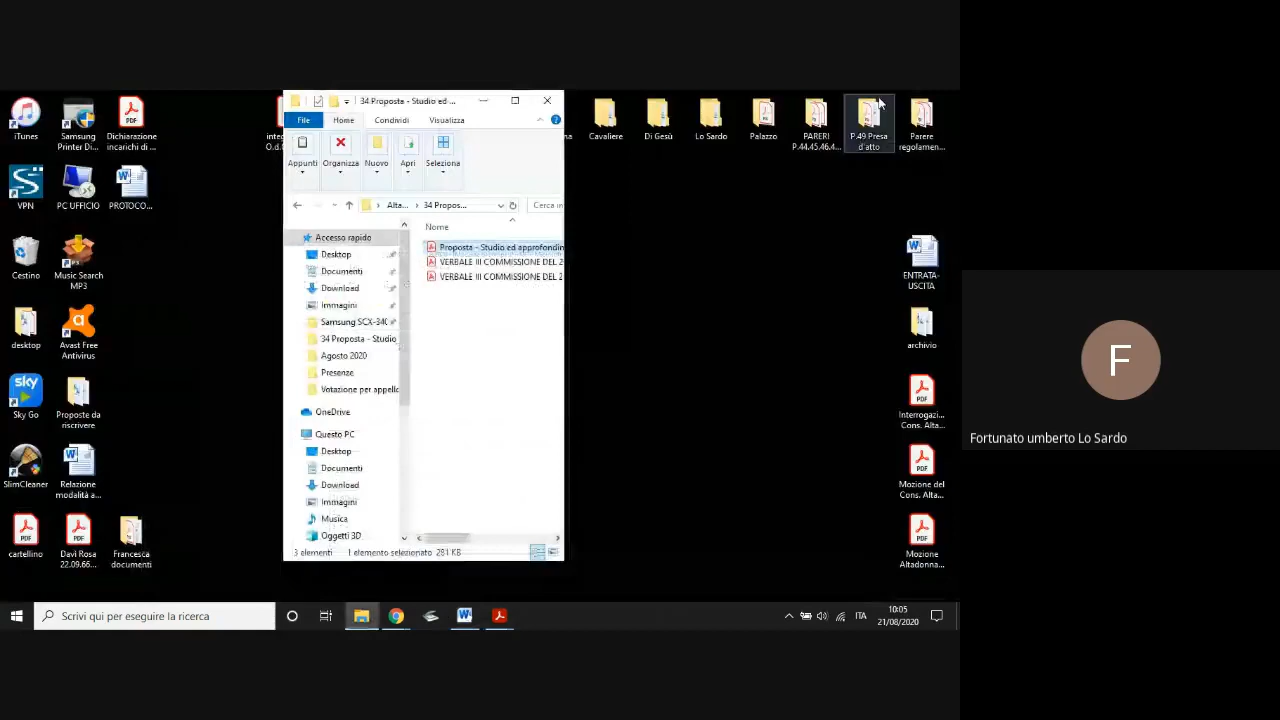 iTunes
Samsung
Printer Di...
Dichiarazione
incarichi di ...
VPN
PC UFFICIO
PROTOCO...
Cestino
Music Search
MP3
desktop
Avast Free
Antivirus
Sky Go
Proposte da
riscrivere
SlimCleaner
Relazione
modalità a...
cartellino
Davi Rosa
22.09.66...
Francesca
documenti
34 Proposta - Studio ed-...
File
Home
Condividi
Visualizza
Appunti
Organizza
Nuovo
Apri
Seleziona
Alta...
34 Propos...
Cerca in
Nome
Accesso rapido
Desktop
Documenti
Download
Immagini
Samsung SCX-340
34 Proposta - Studio
Agosto 2020
Presenze
Votazione per appello
OneDrive
Questo PC
Desktop
Documenti
Download
Immagini
Musica
Oggetti 3D
Proposta - Studio ed approfondin
VERBALE III COMMISSIONE DEL 2
VERBALE III COMMISSIONE DEL 2
3 elementi
1 elemento selezionato 281 KB
Cavaliere
Di Gesù
Lo Sardo
Palazzo
PARERI
P.44.45.46.4...
P.49 Presa
d'atto
Parere
regolamen...
ENTRATA-
USCITA
archivio
Interrogazi...
Cons. Alta...
Mozione del
Cons. Alta...
Mozione
Altadonna...
Scrivi qui per eseguire la ricerca
ITA
10:05
21/08/2020
F
Fortunato umberto Lo Sardo